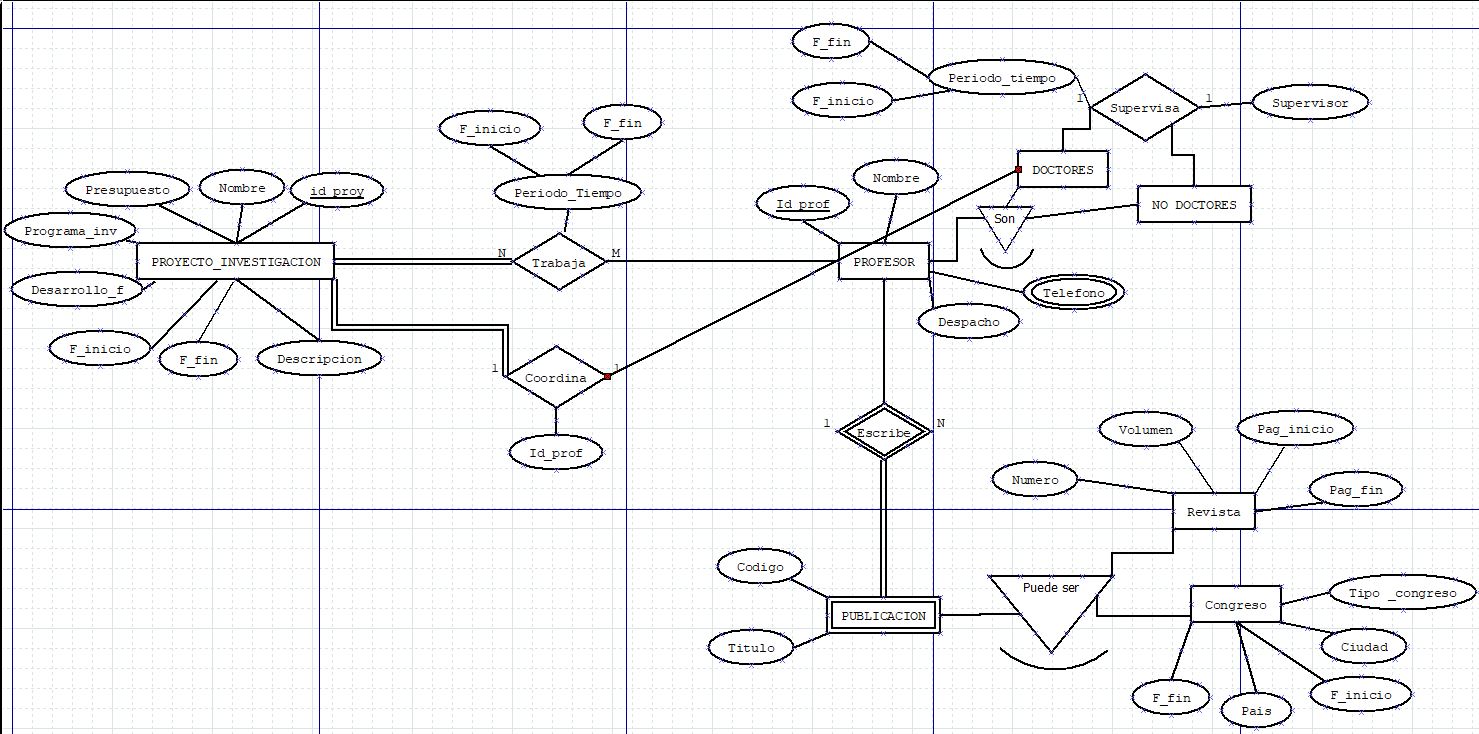 F_fin
Periodo_tiempo
F_inicio
1
Supervisa
1
Supervisor
F_inicio
F_fin
DOCTORES
Presupuesto
Nombre
id_proy
Periodo_Tiempo
Nombre
Id_prof
NO DOCTORES
Son
Programa_inv
PROYECTO_INVESTIGACION
N
Trabaja
M
PROFESOR
Desarrollo_f
Telefono
Despacho
F_inicio
F_fin
Descripcion
1
Coordina
1
Id_prof
1
Escribe
N
Volumen
Pag_inicio
Numero
Pag_fin
Revista
Codigo
Puede ser
Tipo _congreso
Congreso
PUBLICACION
Titulo
Ciudad
F_fin
Pais
F_inicio